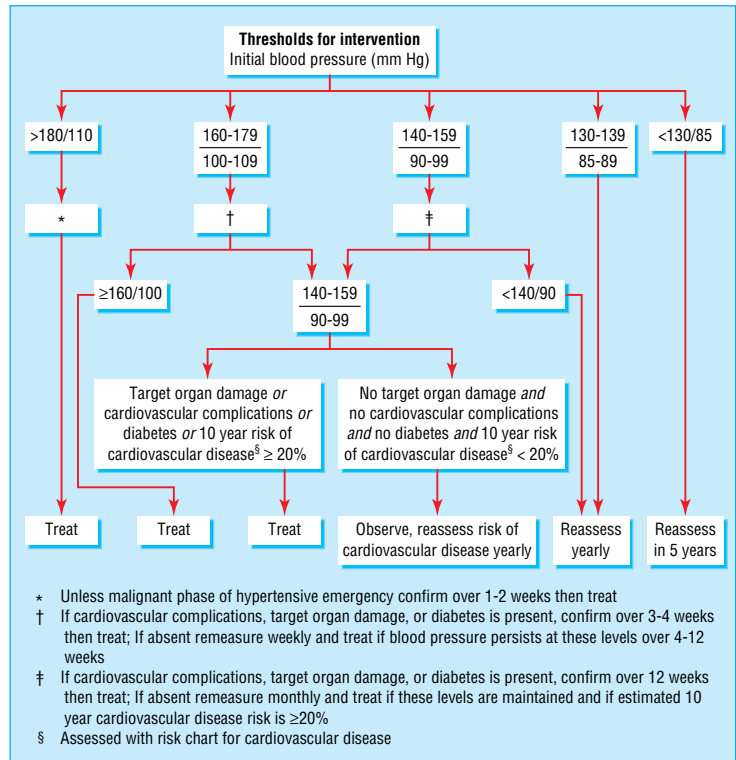 Thresholds for intervention
Initial blood pressure (mm Hg)
>180/110
160-179
100-109
140-159
90-99
130-139
85-89
<130/85
*
†
‡
≥160/100
140-159
90-99
<140/90
Target organ damage or
cardiovascular complications or
diabetes or 10 year risk of
cardiovascular disease§ ≥ 20%
No target organ damage and
no cardiovascular complications
and no diabetes and 10 year risk
of cardiovascular disease§ < 20%
Treat
Treat
Treat
Observe, reassess risk of
cardiovascular disease yearly
Reassess
yearly
Reassess
in 5 years
* Unless malignant phase of hypertensive emergency confirm over 1-2 weeks then treat
† If cardiovascular complications, target organ damage, or diabetes is present, confirm over 3-4 weeks
then treat; If absent remeasure weekly and treat if blood pressure persists at these levels over 4-12
weeks
‡ If cardiovascular complications, target organ damage, or diabetes is present, confirm over 12 weeks
then treat; If absent remeasure monthly and treat if these levels are maintained and if estimated 10
year cardiovascular disease risk is ≥20%
§ Assessed with risk chart for cardiovascular disease